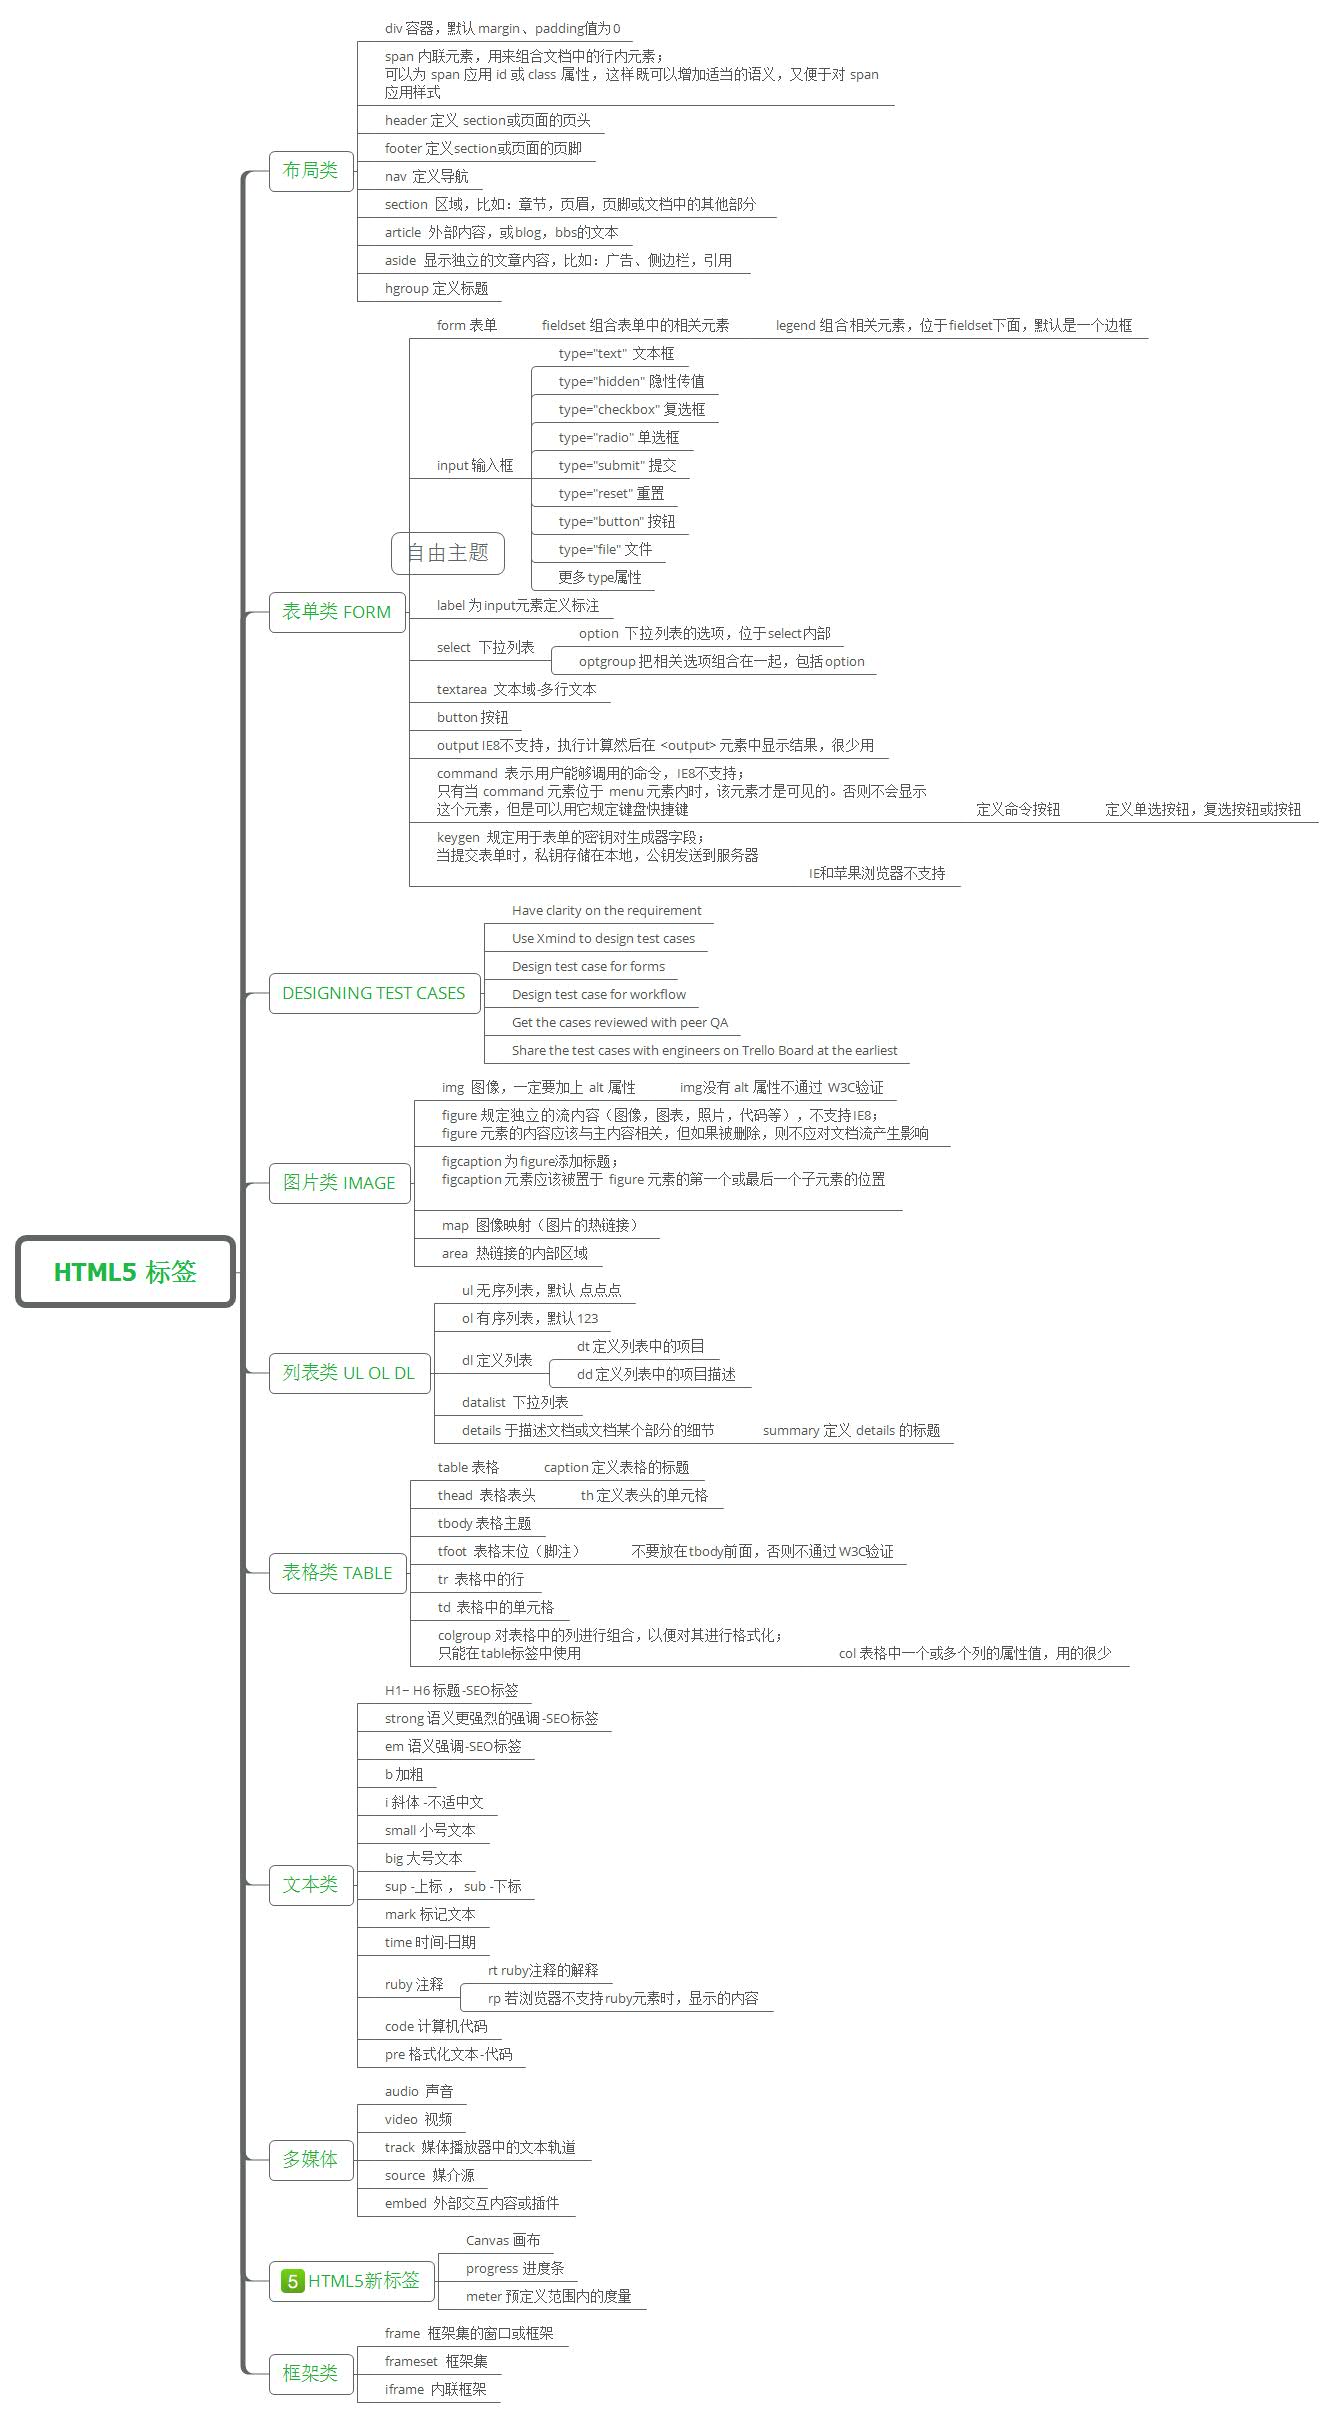 HTML5 标签
布局类
div 容器，默认 margin、padding值为0
span 内联元素，用来组合文档中的行内元素；
可以为 span 应用 id 或 class 属性，这样既可以增加适当的语义，又便于对 span
应用样式
header 定义 section或页面的页头
footer 定义section或页面的页脚
nav 定义导航
section 区域，比如：章节，页眉，页脚或文档中的其他部分
article 外部内容，或blog，bbs的文本
aside 显示独立的文章内容，比如：广告、侧边栏，引用
hgroup 定义标题
表单类 FORM
form 表单
fieldset 组合表单中的相关元素
legend 组合相关元素，位于fieldset下面，默认是一个边框
input 输入框
type="text" 文本框
type="hidden" 隐性传值
type="checkbox" 复选框
type="radio" 单选框
type="submit" 提交
type="reset" 重置
type="button" 按钮
type="file" 文件
更多type属性
自由主题
label 为input元素定义标注
select 下拉列表
option 下拉列表的选项，位于select内部
optgroup 把相关选项组合在一起，包括option
textarea 文本域-多行文本
button 按钮
output IE8不支持，执行计算然后在 <output> 元素中显示结果，很少用
command 表示用户能够调用的命令，IE8不支持；
只有当 command 元素位于 menu 元素内时，该元素才是可见的。否则不会显示
这个元素，但是可以用它规定键盘快捷键
定义命令按钮
定义单选按钮，复选按钮或按钮
keygen 规定用于表单的密钥对生成器字段；
当提交表单时，私钥存储在本地，公钥发送到服务器
IE和苹果浏览器不支持
DESIGNING TEST CASES
Have clarity on the requirement
Use Xmind to design test cases
Design test case for forms
Design test case for workflow
Get the cases reviewed with peer QA
Share the test cases with engineers on Trello Board at the earliest
图片类 IMAGE
img 图像，一定要加上 alt 属性
img没有 alt 属性不通过 W3C验证
figure 规定独立的流内容（图像，图表，照片，代码等），不支持IE8；
figure 元素的内容应该与主内容相关，但如果被删除，则不应对文档流产生影响
figcaption 为figure添加标题；
figcaption 元素应该被置于 figure 元素的第一个或最后一个子元素的位置
map 图像映射（图片的热链接）
area 热链接的内部区域
列表类 UL OL DL
ul 无序列表，默认 点点点
ol 有序列表，默认123
dl 定义列表
dt 定义列表中的项目
dd 定义列表中的项目描述
datalist 下拉列表
details 于描述文档或文档某个部分的细节
summary 定义 details 的标题
表格类 TABLE
table 表格
caption 定义表格的标题
thead 表格表头
th 定义表头的单元格
tbody 表格主题
tfoot 表格末位（脚注）
不要放在tbody前面，否则不通过 W3C验证
tr 表格中的行
td 表格中的单元格
colgroup 对表格中的列进行组合，以便对其进行格式化；
只能在table标签中使用
col 表格中一个或多个列的属性值，用的很少
文本类
H1– H6 标题-SEO标签
strong 语义更强烈的强调-SEO标签
em 语义强调-SEO标签
b 加粗
i 斜体 -不适中文
small 小号文本
big 大号文本
sup -上标 ， sub -下标
mark 标记文本
time 时间-日期
ruby 注释
rt ruby注释的解释
rp 若浏览器不支持ruby元素时，显示的内容
code 计算机代码
pre 格式化文本-代码
多媒体
audio 声音
video 视频
track 媒体播放器中的文本轨道
source 媒介源
embed 外部交互内容或插件
5 HTML5新标签
Canvas 画布
progress 进度条
meter 预定义范围内的度量
框架类
frame 框架集的窗口或框架
frameset 框架集
iframe 内联框架